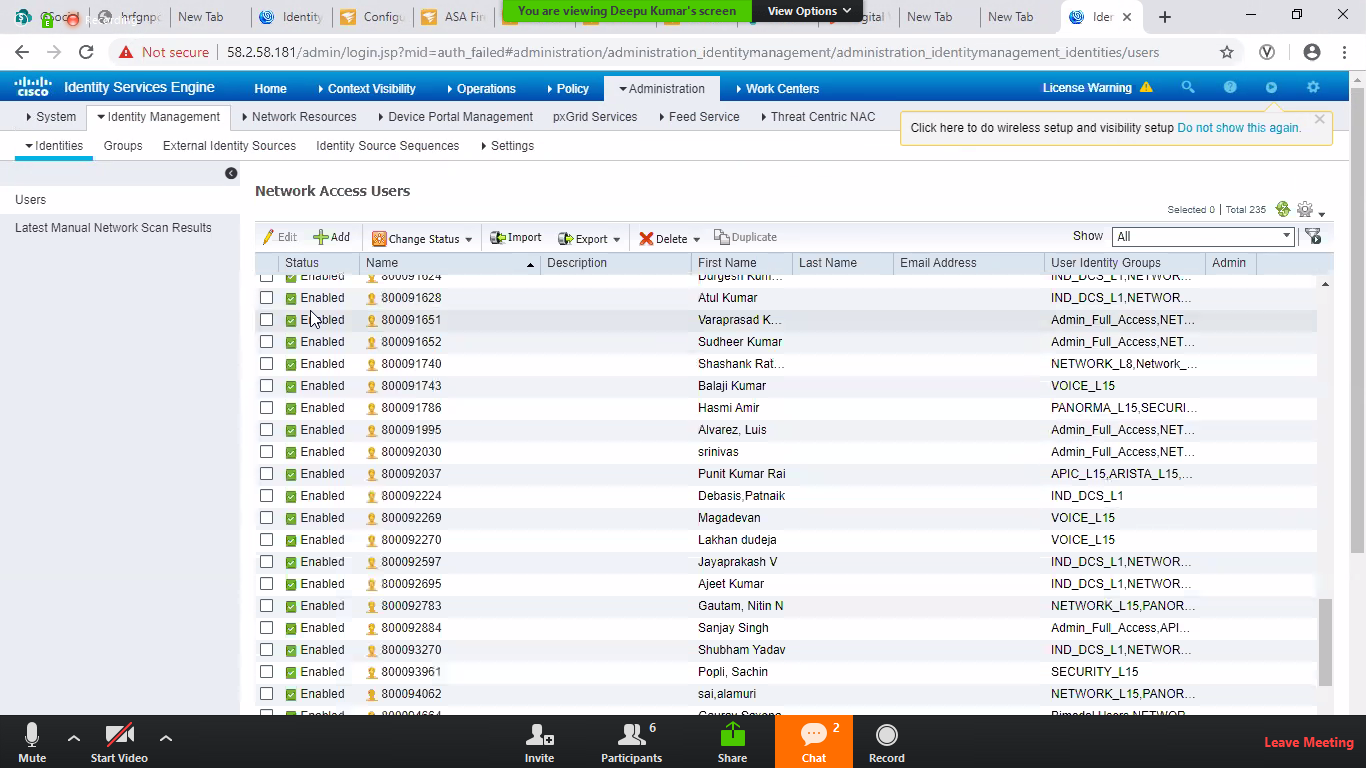 GSocial
Recording
New Tab
Identity
Configu
ASA Fir
You are viewing Deepu Kumar's screen
View Options
New Tab
New Tab
Iden
Not secure
58.2.58.181/admin/login.jsp?mid=auth_failed#administration/administration_identitymanagement/administration_identitymanagement_identities/users
cisco
Identity Services Engine
Home
Context Visibility
Operations
Policy
Administration
Work Centers
License Warning
System
Identity Management
Network Resources
Device Portal Management
pxGrid Services
Feed Service
Threat Centric NAC
Click here to do wireless setup and visibility setup Do not show this again.
Identities
Groups
External Identity Sources
Identity Source Sequences
Settings
Users
Latest Manual Network Scan Results
Network Access Users
Selected 0 | Total 235
Edit
Add
Change Status
Import
Export
Delete
Duplicate
Show
All
Status Name Description First Name Last Name Email Address User Identity Groups Admin
Enabled 800091624 Durgesh Kum... IND_DCS_L1,NETWOR...
Enabled 800091628 Atul Kumar IND_DCS_L1,NETWOR...
Enabled 800091651 Varaprasad K... Admin_Full_Access,NET...
Enabled 800091652 Sudheer Kumar Admin_Full_Access,NET...
Enabled 800091740 Shashank Rat... NETWORK_L8,Network_...
Enabled 800091743 Balaji Kumar VOICE_L15
Enabled 800091786 Hasmi Amir PANORMA_L15,SECURI...
Enabled 800091995 Alvarez, Luis Admin_Full_Access,NET...
Enabled 800092030 srinivas Admin_Full_Access,NET...
Enabled 800092037 Punit Kumar Rai APIC_L15,ARISTA_L15,...
Enabled 800092224 Debasis,Patnaik IND_DCS_L1
Enabled 800092269 Magadevan VOICE_L15
Enabled 800092270 Lakhan dudeja VOICE_L15
Enabled 800092597 Jayaprakash V IND_DCS_L1,NETWOR...
Enabled 800092695 Ajeet Kumar IND_DCS_L1,NETWOR...
Enabled 800092783 Gautam, Nitin N NETWORK_L15,PANOR...
Enabled 800092884 Sanjay Singh Admin_Full_Access,API...
Enabled 800093270 Shubham Yadav IND_DCS_L1,NETWOR...
Enabled 800093961 Popli, Sachin SECURITY_L15
Enabled 800094062 sai,alamuri NETWORK_L15,PANOR...
Mute
Start Video
Invite
Participants 6
Share
Chat 2
Record
Leave Meeting